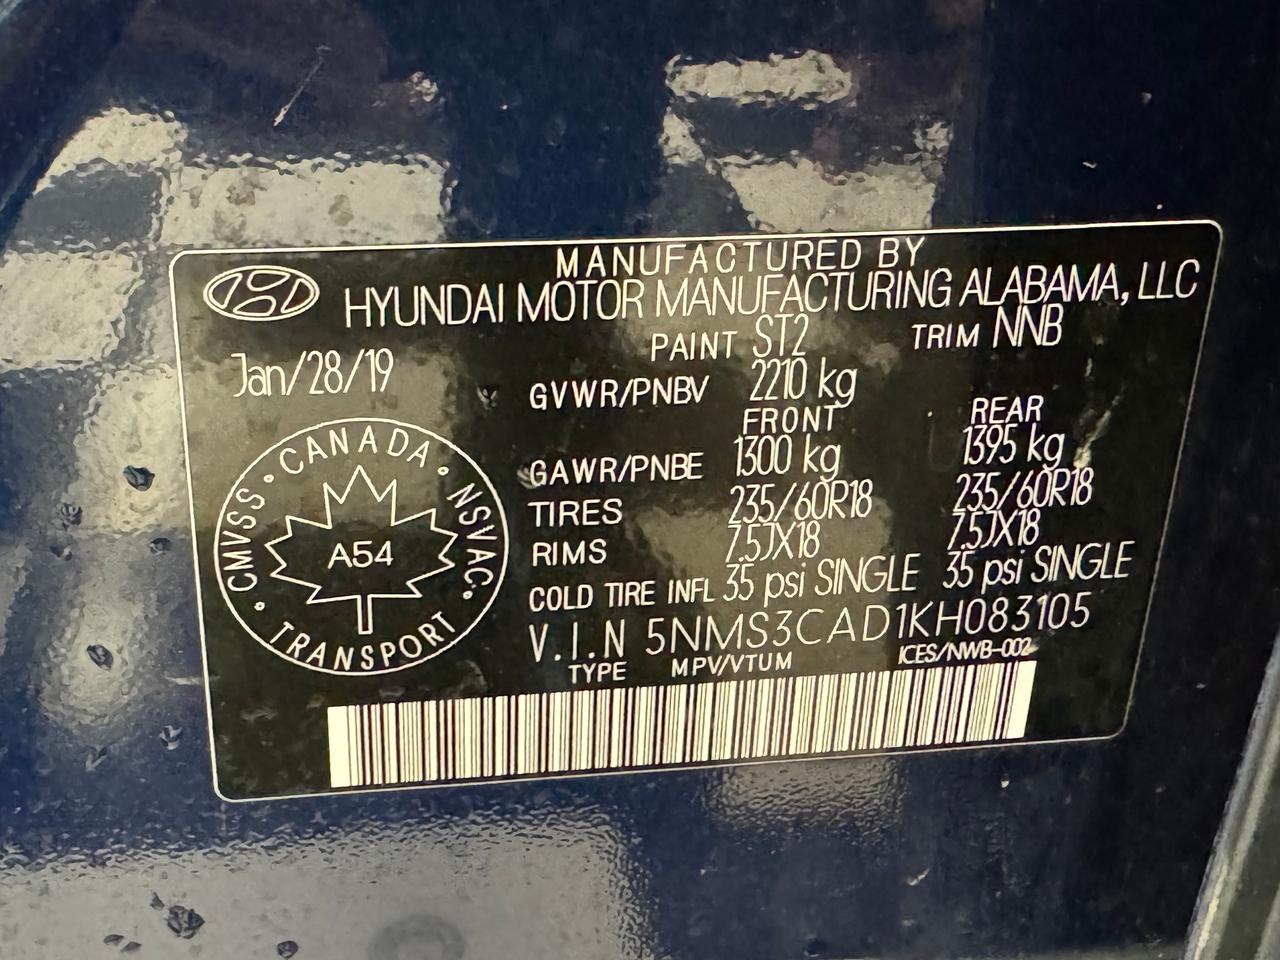 MANUFACTURED BY
HYUNDAI MOTOR MANUFACTURING ALABAMA, LLC
PAINT ST2 TRIM NNB
Jan/28/19
GVWR/PNBV 2210 kg
FRONT REAR
GAWR/PNBE 1300 kg 1395 kg
TIRES 235/60R18 235/60R18
RIMS 7.5JX18 7.5JX18
COLD TIRE INFL 35 psi SINGLE 35 psi SINGLE
V.I.N 5NMS3CAD1KH083105
TYPE MPV/VTUM ICES/NWB-002
CANADA
CMVSS
NSVAC
A54
TRANSPORT